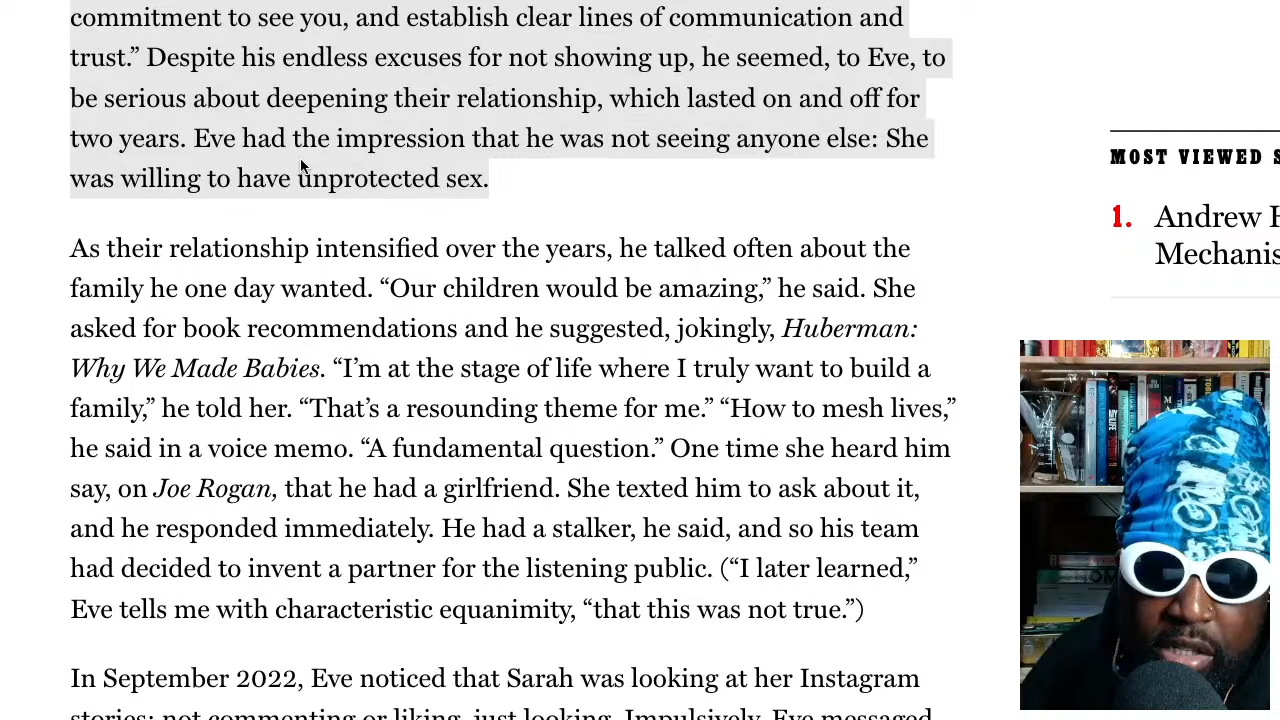 commitment to see you, and establish clear lines of communication and
trust.” Despite his endless excuses for not showing up, he seemed, to Eve, to
be serious about deepening their relationship, which lasted on and off for
two years. Eve had the impression that he was not seeing anyone else: She
was willing to have unprotected sex.
As their relationship intensified over the years, he talked often about the
family he one day wanted. “Our children would be amazing,” he said. She
asked for book recommendations and he suggested, jokingly, Huberman:
Why We Made Babies. “I’m at the stage of life where I truly want to build a
family,” he told her. “That’s a resounding theme for me.” “How to mesh lives,”
he said in a voice memo. “A fundamental question.” One time she heard him
say, on Joe Rogan, that he had a girlfriend. She texted him to ask about it,
and he responded immediately. He had a stalker, he said, and so his team
had decided to invent a partner for the listening public. (“I later learned,”
Eve tells me with characteristic equanimity, “that this was not true.”)
In September 2022, Eve noticed that Sarah was looking at her Instagram
stories; not commenting or liking, just looking. Impulsively, Eve messaged
MOST VIEWED S
1. Andrew H
Mechanis